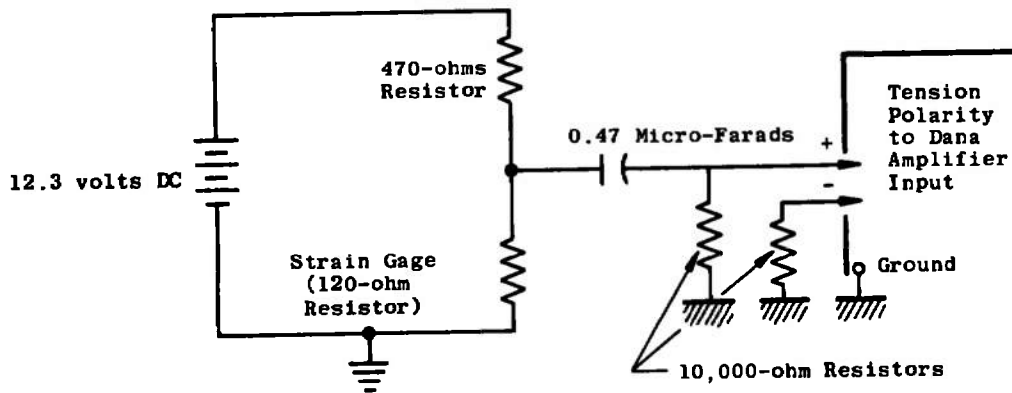 470-ohms
Resistor
12.3 volts DC
0.47 Micro-Farads
Strain Gage
(120-ohm
Resistor)
+
-
Tension
Polarity
to Dana
Amplifier
Input
Ground
10,000-ohm Resistors